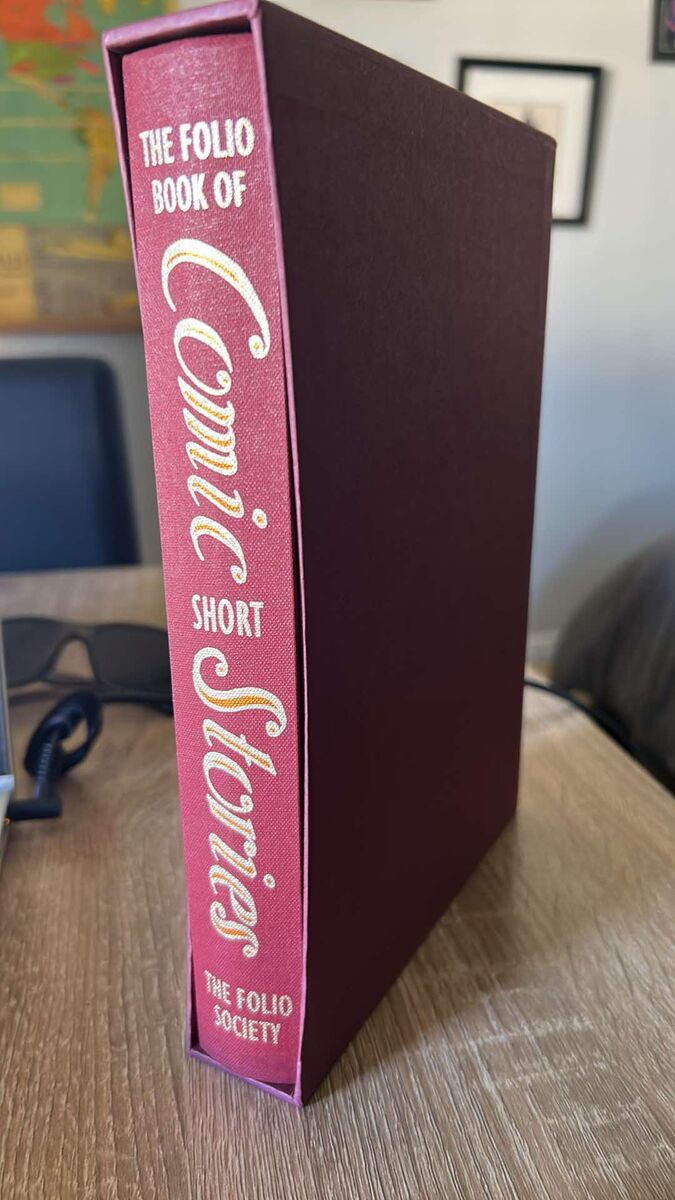 THE FOLIO
BOOK OF
Comic
SHORT
Stories
THE FOLIO
SOCIETY